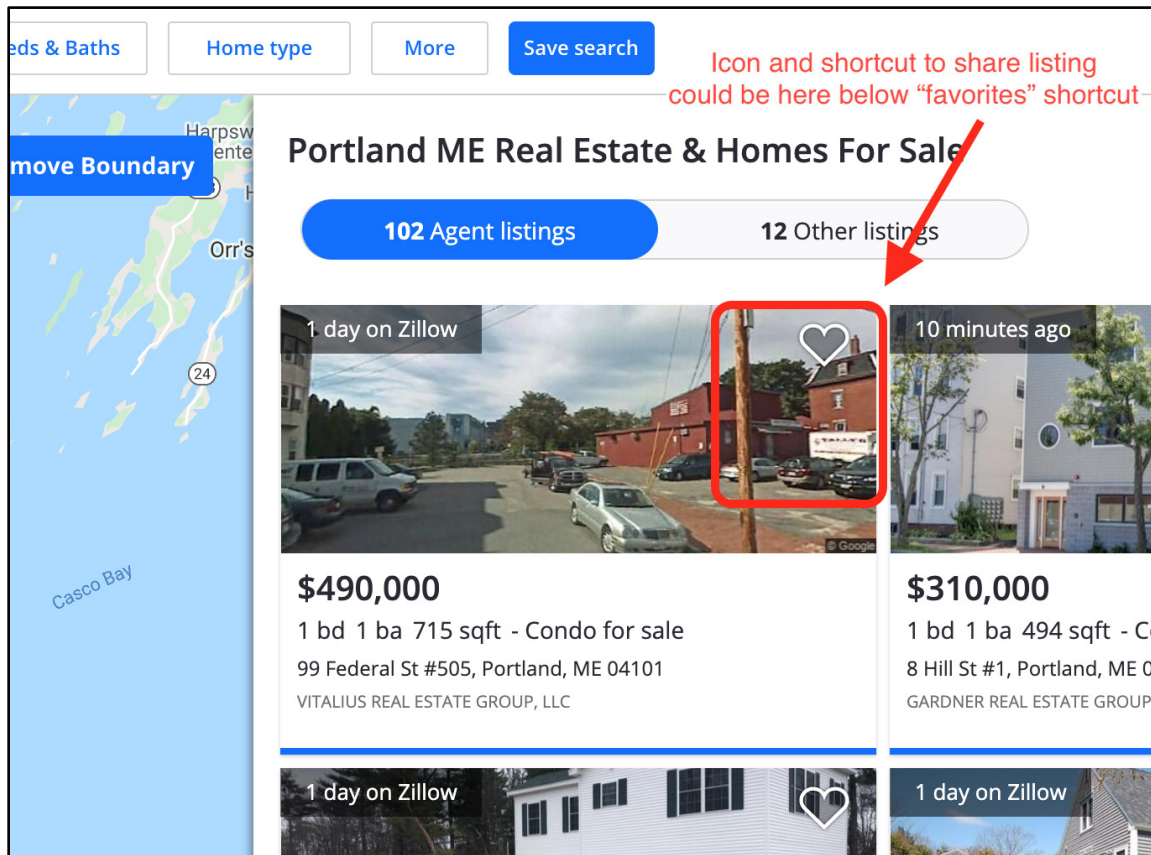 eds & Baths
Home type
More
Save search
Icon and shortcut to share listing
could be here below “favorites” shortcut
Harpsw
ente
move Boundary
H
Orr's
24
Casco Bay
Portland ME Real Estate & Homes For Sale
102 Agent listings
12 Other listings
1 day on Zillow
© Google
$490,000
1 bd 1 ba 715 sqft - Condo for sale
99 Federal St #505, Portland, ME 04101
VITALIUS REAL ESTATE GROUP, LLC
10 minutes ago
$310,000
1 bd 1 ba 494 sqft - C
8 Hill St #1, Portland, ME 0
GARDNER REAL ESTATE GROUP
1 day on Zillow
1 day on Zillow